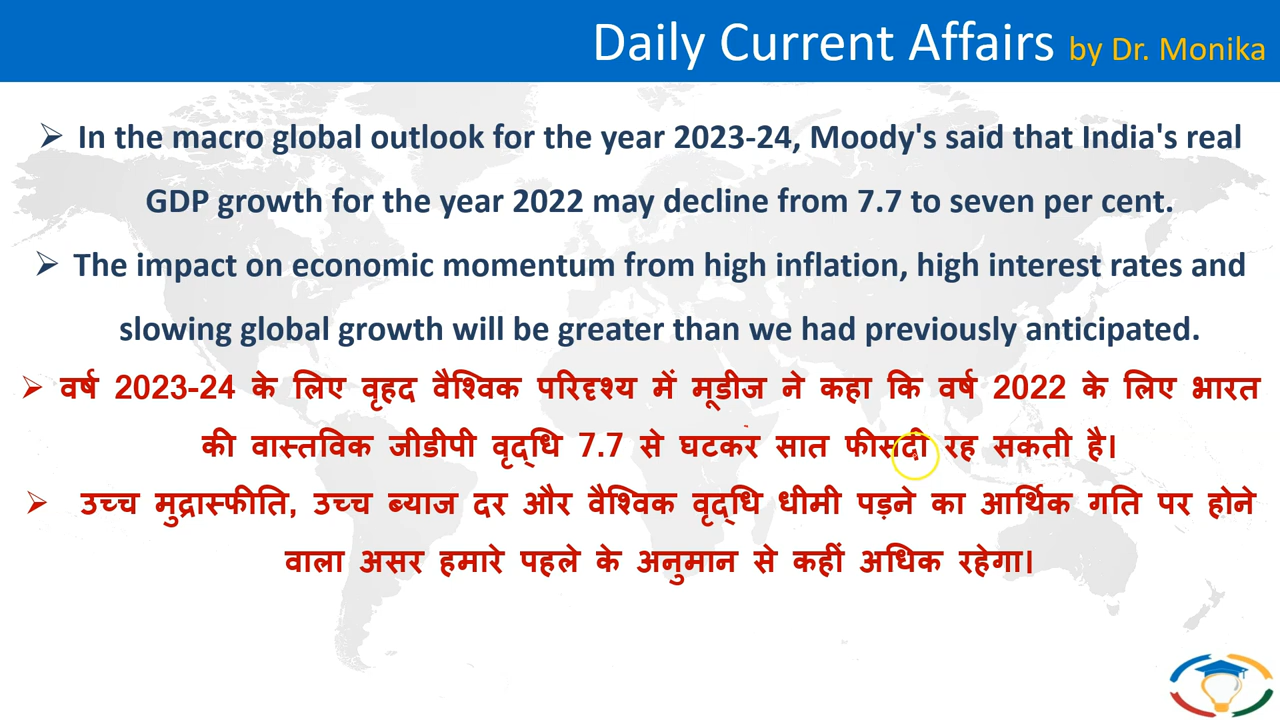 Daily Current Affairs by Dr. Monika
➢ In the macro global outlook for the year 2023-24, Moody's said that India's real
GDP growth for the year 2022 may decline from 7.7 to seven per cent.
➢ The impact on economic momentum from high inflation, high interest rates and
slowing global growth will be greater than we had previously anticipated.
➢ वर्ष 2023-24 के लिए वृहद वैश्विक परिदृश्य में मूडीज ने कहा कि वर्ष 2022 के लिए भारत
की वास्तविक जीडीपी वृद्धि 7.7 से घटकर सात फीसदी रह सकती है।
➢ उच्च मुद्रास्फीति, उच्च ब्याज दर और वैश्विक वृद्धि धीमी पड़ने का आर्थिक गति पर होने
वाला असर हमारे पहले के अनुमान से कहीं अधिक रहेगा।